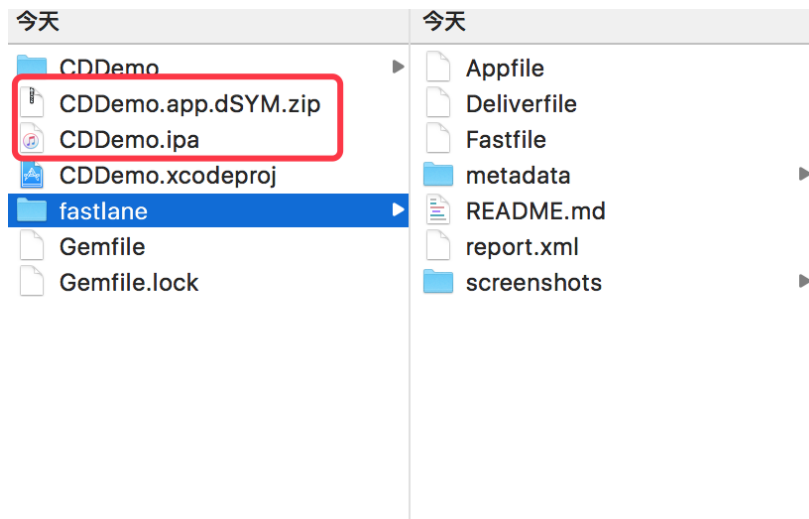 今天
CDDemo
CDDemo.app.dSYM.zip
CDDemo.ipa
CDDemo.xcodeproj
fastlane
Gemfile
Gemfile.lock
今天
Appfile
Deliverfile
Fastfile
metadata
README.md
report.xml
screenshots